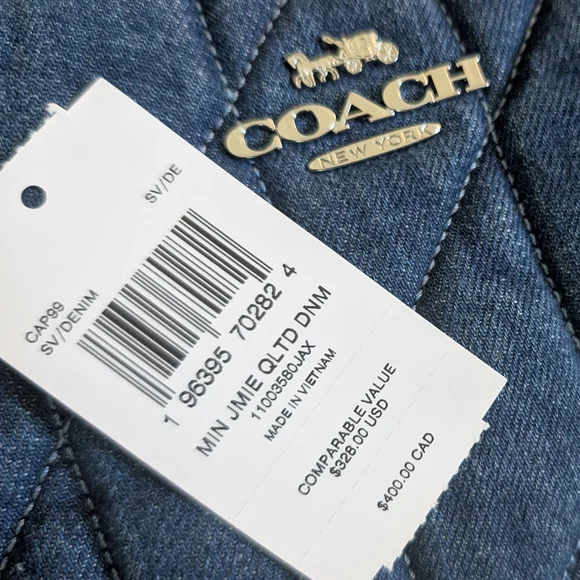 COACH
NEW YORK
SV/DE
CAP99
SV/DENIM
1 96395 70282 4
MIN JMIE QLTD DNM
11003580JAX
MADE IN VIETNAM
COMPARABLE VALUE
$328.00 USD
$400.00 CAD